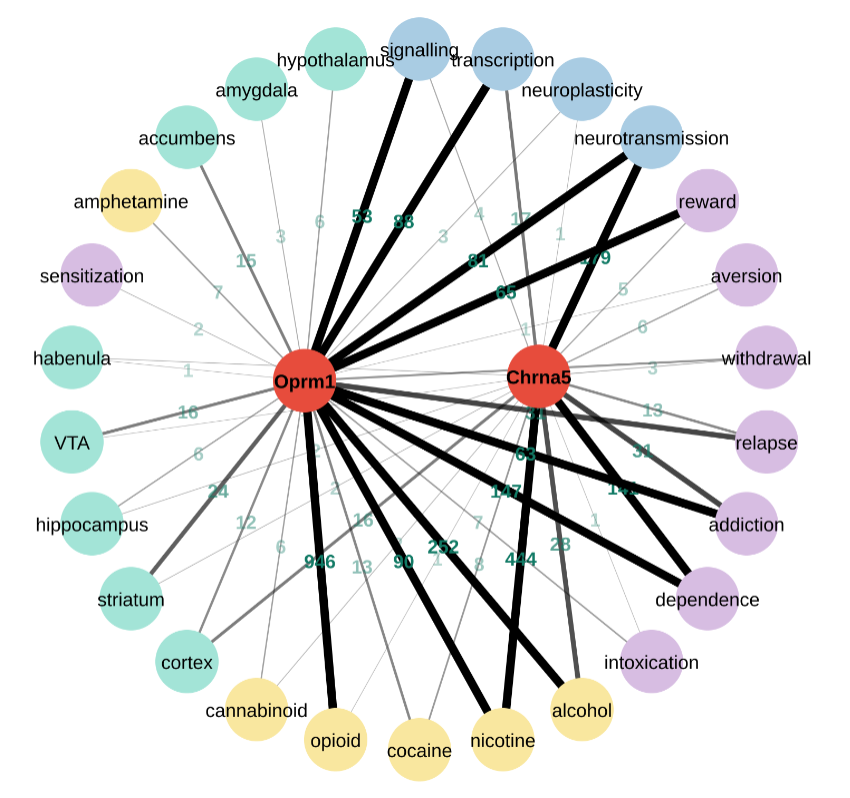 signalling
hypothalamus
transcription
amygdala
neuroplasticity
accumbens
neurotransmission
amphetamine
reward
4
53
17
6
88
1
3
3
179
15
81
sensitization
aversion
5
7
65
6
2
1
habenula
withdrawal
3
1
Oprm1
Chrna5
16
13
31
VTA
relapse
2
31
6
63
24
2
147
hippocampus
addiction
12
16
7
1
6
252
28
946
13
90
1
8
444
striatum
dependence
cortex
intoxication
cannabinoid
alcohol
opioid
cocaine
nicotine